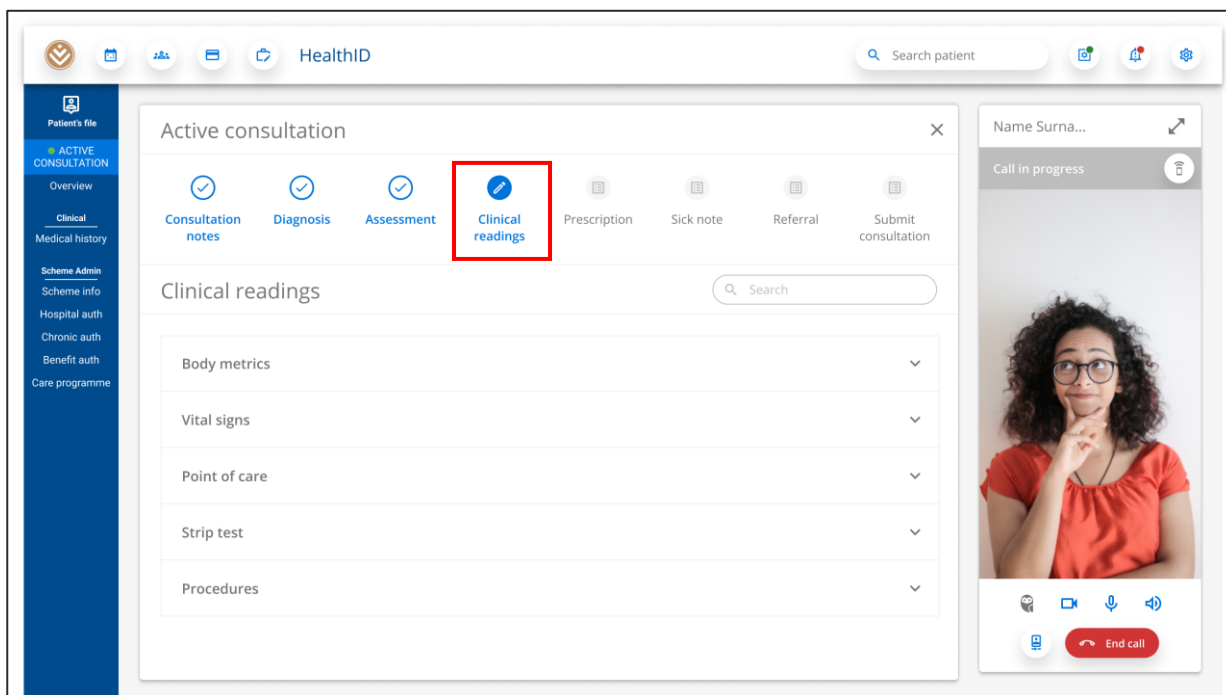 HealthID
Search patient
Patient's file
ACTIVE
CONSULTATION
Overview
Clinical
Medical history
Scheme Admin
Scheme info
Hospital auth
Chronic auth
Benefit auth
Care programme
Active consultation
Consultation
notes
Diagnosis
Assessment
Clinical
readings
Prescription
Sick note
Referral
Submit
consultation
Clinical readings
Search
Body metrics
Vital signs
Point of care
Strip test
Procedures
Name Surna...
Call in progress
End call